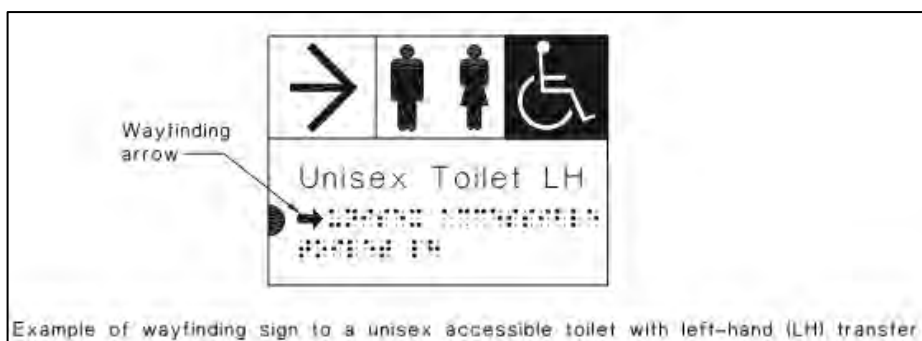 Wayfinding
arrow
Unisex Toilet LH
Example of wayfinding sign to a unisex accessible toilet with left-hand (LH) transfer